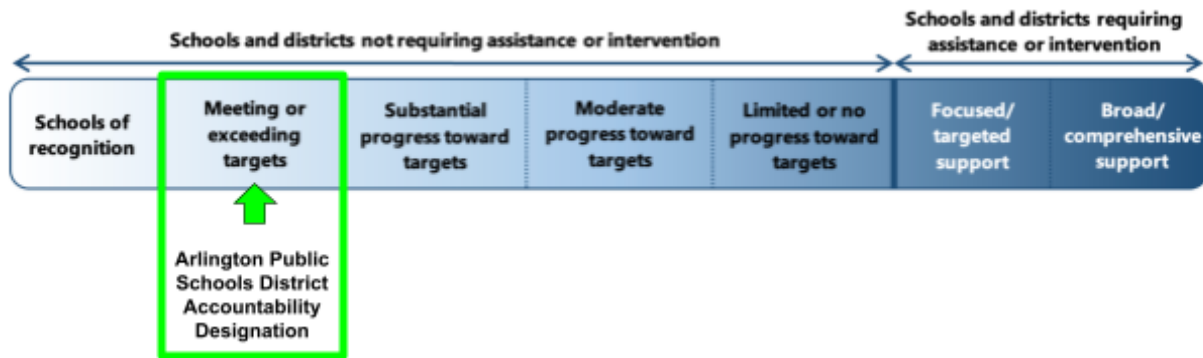 Schools and districts not requiring assistance or intervention
Schools and districts requiring
assistance or intervention
Schools of
recognition
Meeting or
exceeding
targets
Substantial
progress toward
targets
Moderate
progress toward
targets
Limited or no
progress toward
targets
Focused/
targeted
support
Broad/
comprehensive
support
Arlington Public
Schools District
Accountability
Designation